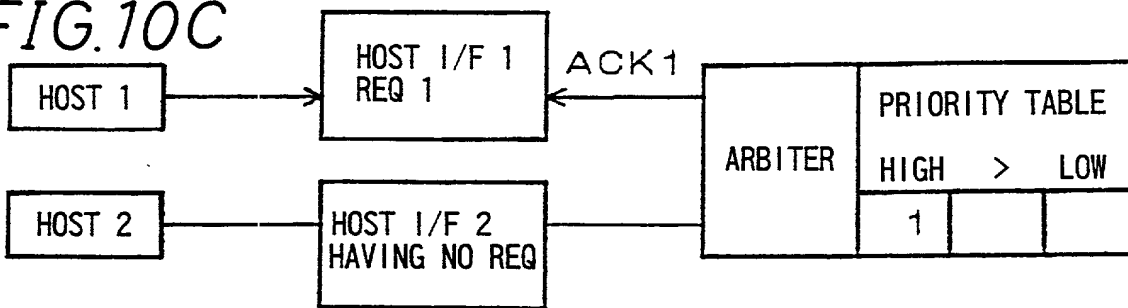 FIG.10C
HOST 1
HOST I/F 1
REQ 1
ACK1
ARBITER
PRIORITY TABLE
HIGH > LOW
1
HOST 2
HOST I/F 2
HAVING NO REQ